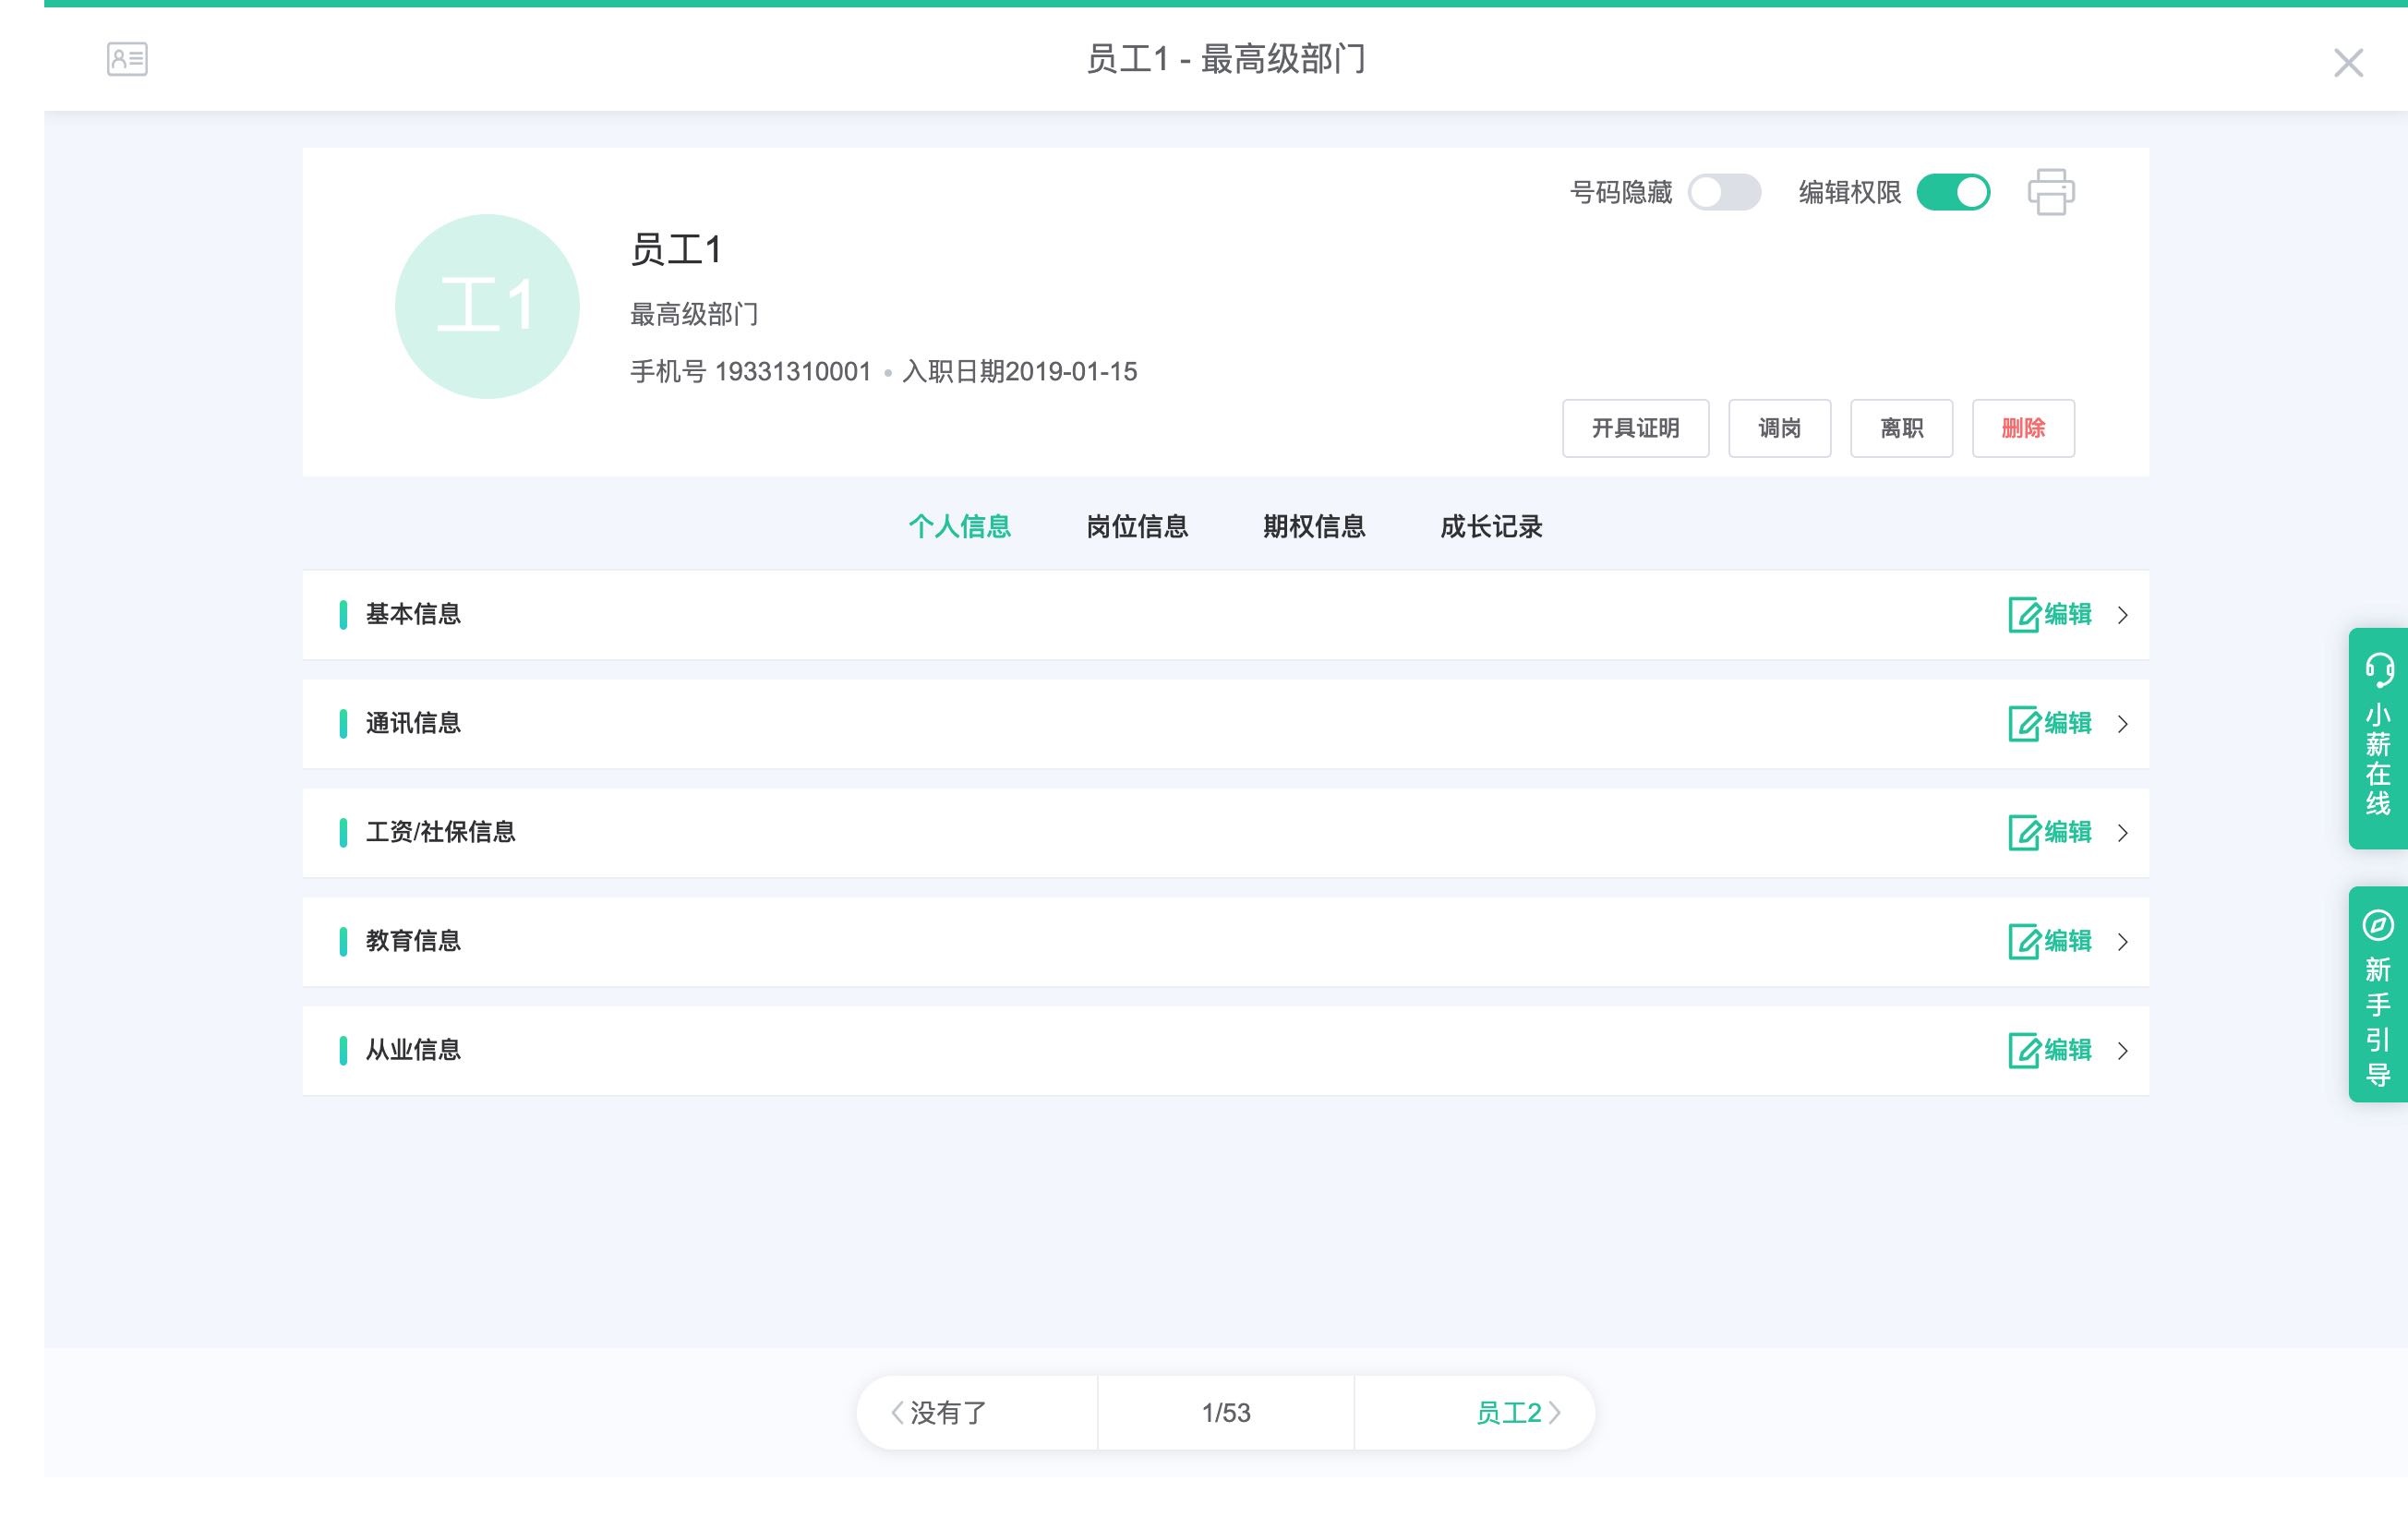 员工1 - 最高级部门
号码隐藏 编辑权限
工1
员工1
最高级部门
手机号 19331310001 • 入职日期2019-01-15
开具证明 调岗 离职 删除
个人信息 岗位信息 期权信息 成长记录
基本信息 编辑
通讯信息 编辑
工资/社保信息 编辑
教育信息 编辑
从业信息 编辑
小薪在线
新手引导
没有了 1/53 员工2